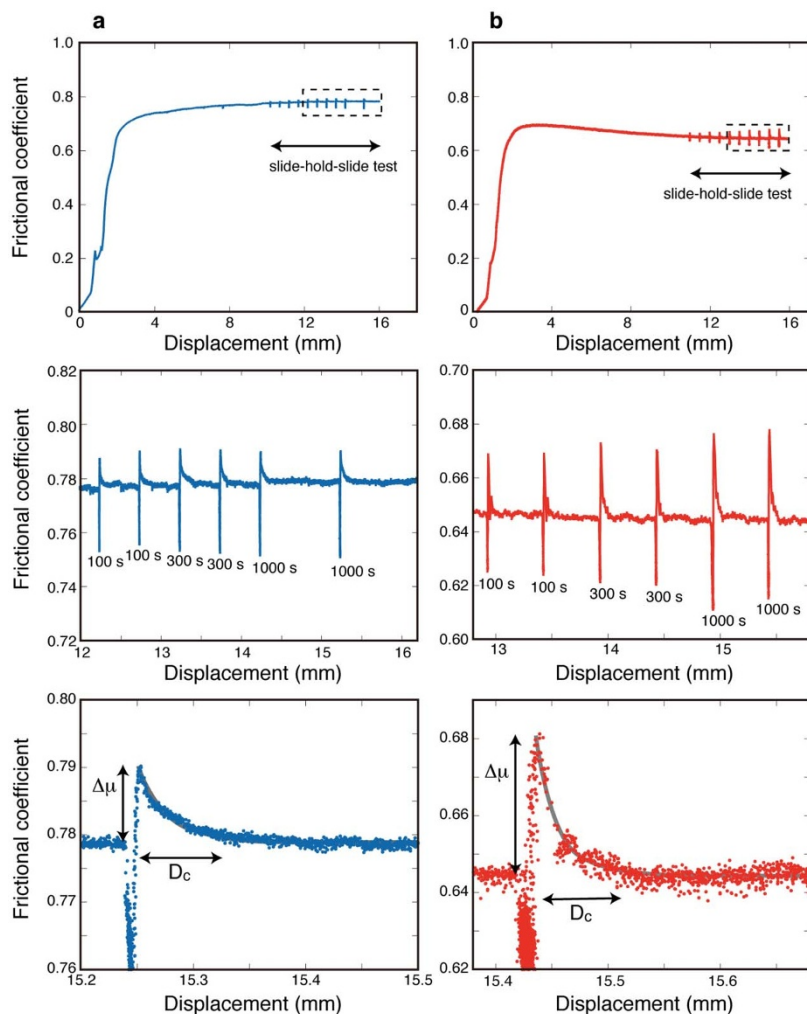 a
b
Frictional coefficient
1.0
0.8
0.6
0.4
0.2
0
slide-hold-slide test
0 4 8 12 16
Displacement (mm)
Frictional coefficient
1.0
0.8
0.6
0.4
0.2
0
slide-hold-slide test
0 4 8 12 16
Displacement (mm)
Frictional coefficient
0.82
0.80
0.78
0.76
0.74
0.72
100 s 100 s 300 s 300 s 1000 s 1000 s
12 13 14 15 16
Displacement (mm)
Frictional coefficient
0.70
0.68
0.66
0.64
0.62
0.60
100 s 100 s 300 s 300 s 1000 s 1000 s
13 14 15
Displacement (mm)
Frictional coefficient
0.80
0.79
0.78
0.77
0.76
Δμ
Dc
15.2 15.3 15.4 15.5
Displacement (mm)
Frictional coefficient
0.68
0.66
0.64
0.62
Δμ
Dc
15.4 15.5 15.6
Displacement (mm)